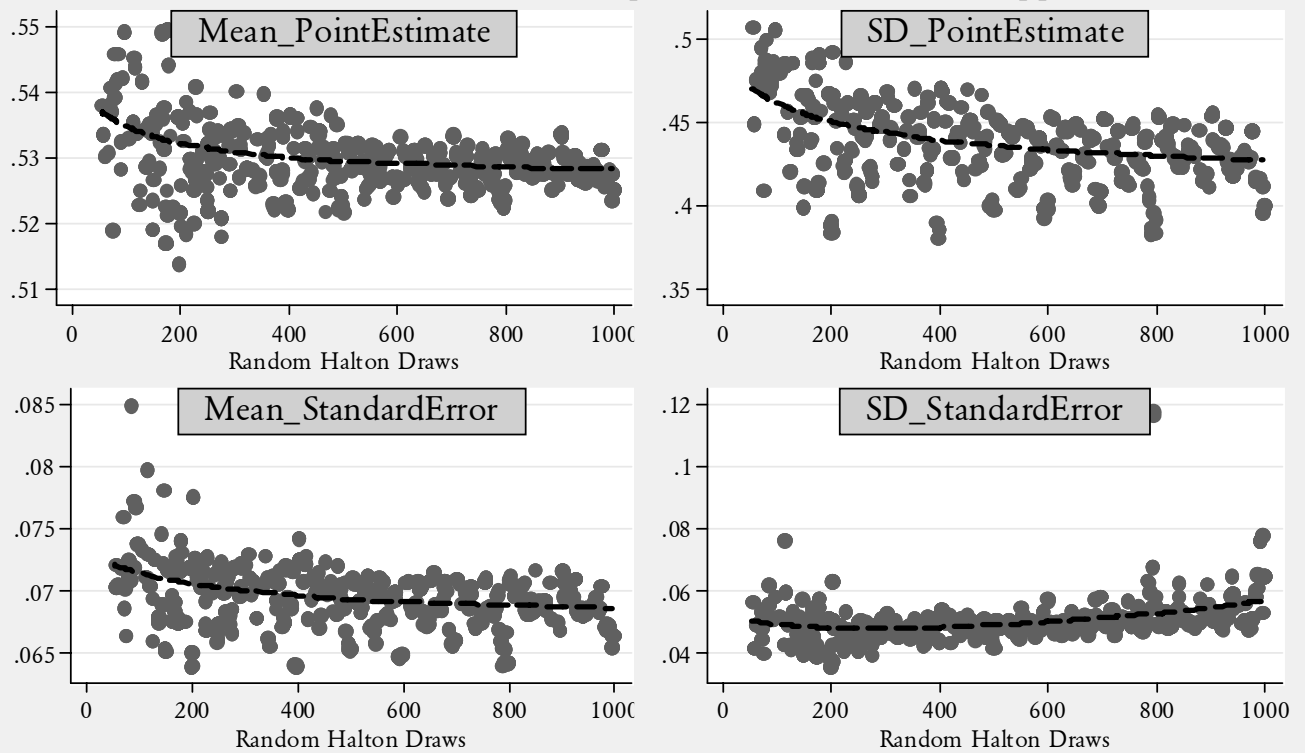 Mean_PointEstimate
.55
.54
.53
.52
.51
0 200 400 600 800 1000
Random Halton Draws
SD_PointEstimate
.5
.45
.4
.35
0 200 400 600 800 1000
Random Halton Draws
Mean_StandardError
.085
.08
.075
.07
.065
0 200 400 600 800 1000
Random Halton Draws
SD_StandardError
.12
.1
.08
.06
.04
0 200 400 600 800 1000
Random Halton Draws